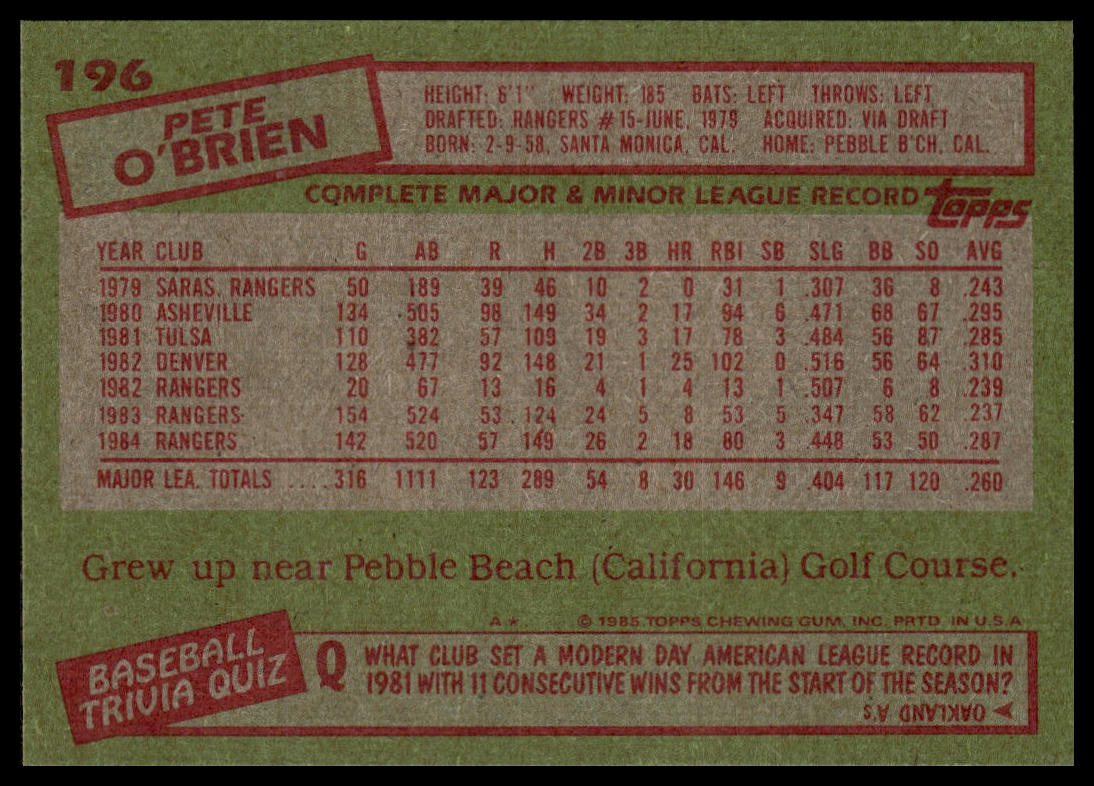 196
PETE
O'BRIEN
HEIGHT: 6'1" WEIGHT: 185 BATS: LEFT THROWS: LEFT
DRAFTED: RANGERS #15-JUNE, 1979 ACQUIRED: VIA DRAFT
BORN: 2-9-58, SANTA MONICA, CAL. HOME: PEBBLE B'CH, CAL.
COMPLETE MAJOR & MINOR LEAGUE RECORD topps
YEAR CLUB G AB R H 2B 3B HR RBI SB SLG BB SO AVG
1979 SARAS. RANGERS 50 189 39 46 10 2 0 31 1 .307 36 8 .243
1980 ASHEVILLE 134 505 98 149 34 2 17 94 6 .471 68 67 .295
1981 TULSA 110 382 57 109 19 3 17 78 3 .484 56 87 .285
1982 DENVER 128 477 92 148 21 1 25 102 0 .516 56 64 .310
1982 RANGERS 20 67 13 16 4 1 4 13 1 .507 6 8 .239
1983 RANGERS 154 524 53 124 24 5 8 53 5 .347 58 62 .237
1984 RANGERS 142 520 57 149 26 2 18 80 3 .448 53 50 .287
MAJOR LEA. TOTALS ....316 1111 123 289 54 8 30 146 9 .404 117 120 .260
Grew up near Pebble Beach (California) Golf Course.
A* © 1985 TOPPS CHEWING GUM, INC. PRTD. IN U.S.A
BASEBALL
TRIVIA QUIZ
Q WHAT CLUB SET A MODERN DAY AMERICAN LEAGUE RECORD IN
1981 WITH 11 CONSECUTIVE WINS FROM THE START OF THE SEASON?
OAKLAND A's